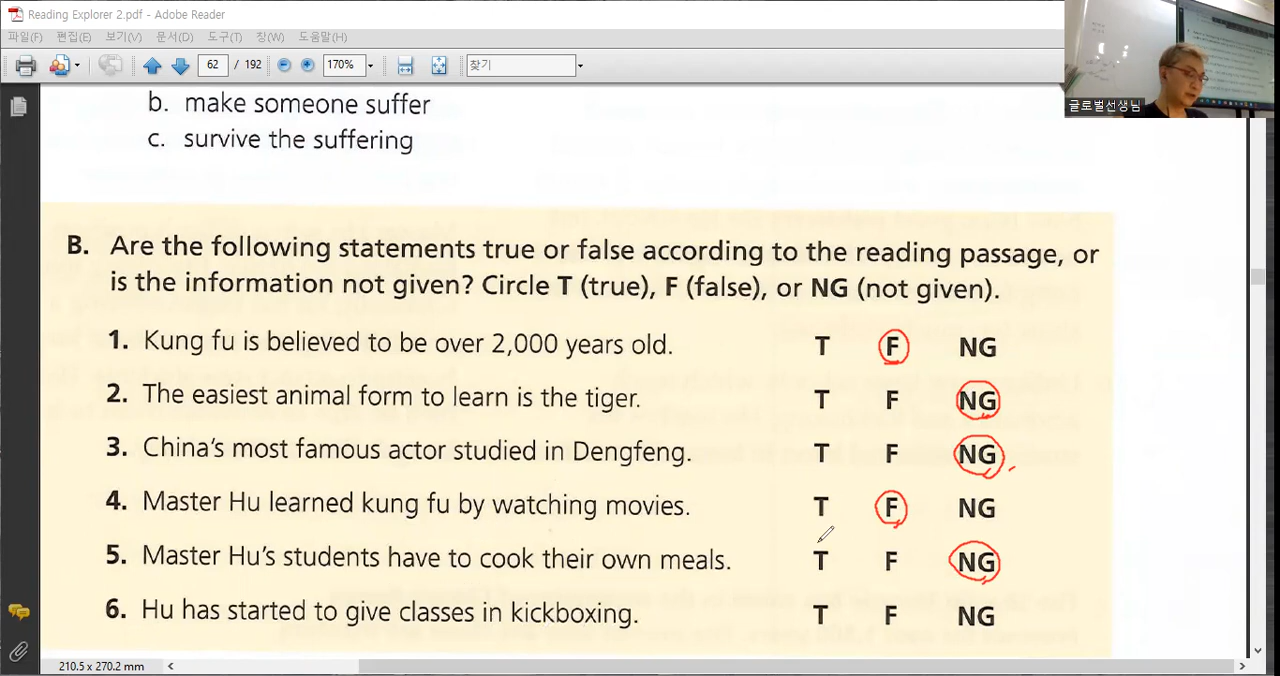 Reading Explorer 2.pdf - Adobe Reader
파일(F) 편집(E) 보기(V) 문서(D) 도구(T) 창(W) 도움말(H)
62 / 192 170% 찾기
글로벌선생님
b. make someone suffer
c. survive the suffering
B. Are the following statements true or false according to the reading passage, or
is the information not given? Circle T (true), F (false), or NG (not given).
1. Kung fu is believed to be over 2,000 years old. T F NG
2. The easiest animal form to learn is the tiger. T F NG
3. China's most famous actor studied in Dengfeng. T F NG
4. Master Hu learned kung fu by watching movies. T F NG
5. Master Hu's students have to cook their own meals. T F NG
6. Hu has started to give classes in kickboxing. T F NG
210.5 x 270.2 mm